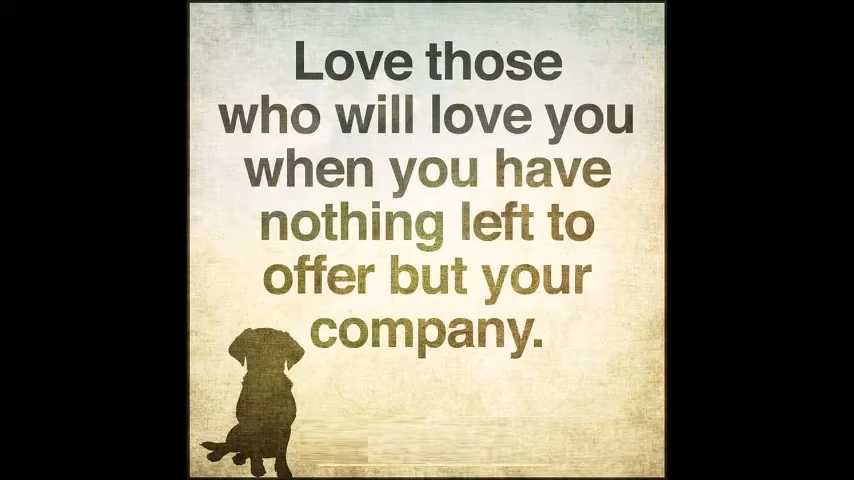 Love those
who will love you
when you have
nothing left to
offer but your
company.